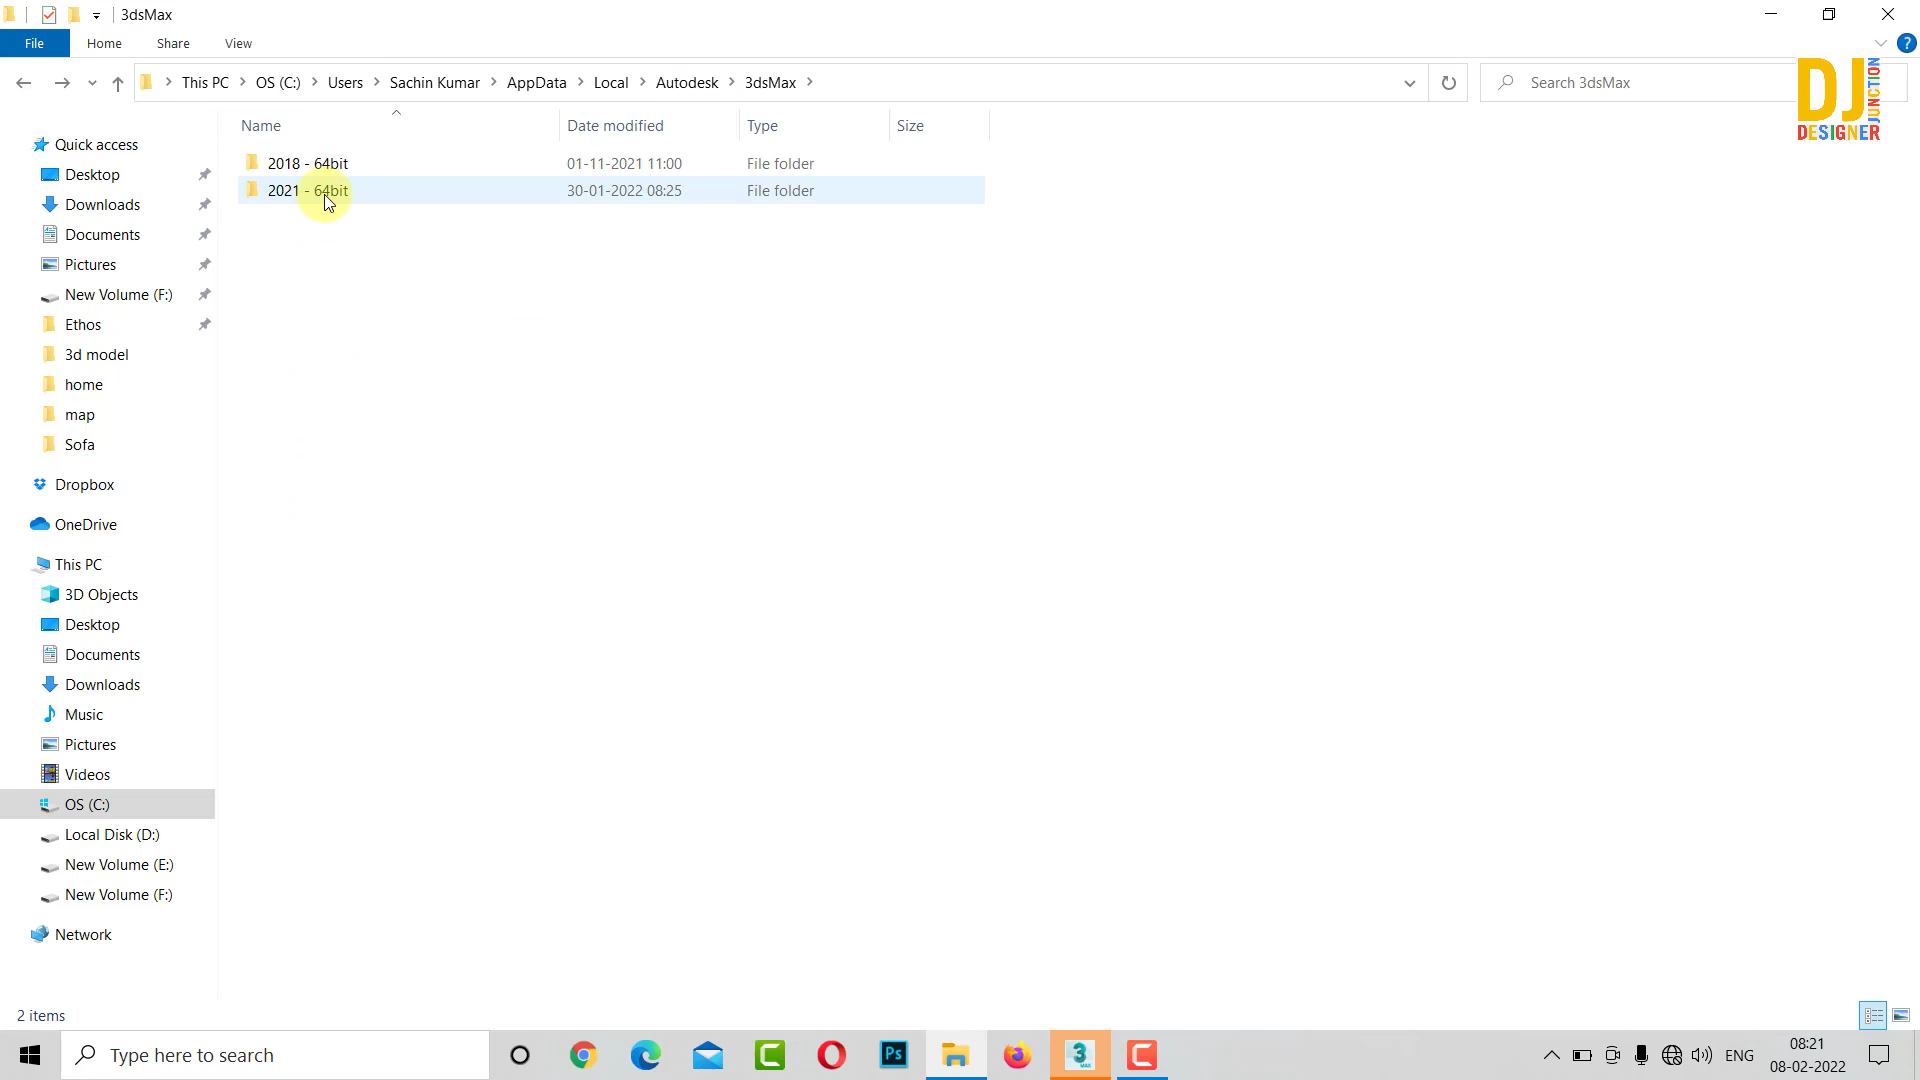 3dsMax
File
Home
Share
View
This PC
OS (C:)
Users
Sachin Kumar
AppData
Local
Autodesk
3dsMax
Search 3dsMax
DJ
JUNCTION
DESIGNER
Name
Date modified
Type
Size
2018 - 64bit
01-11-2021 11:00
File folder
2021 - 64bit
30-01-2022 08:25
File folder
Quick access
Desktop
Downloads
Documents
Pictures
New Volume (F:)
Ethos
3d model
home
map
Sofa
Dropbox
OneDrive
This PC
3D Objects
Desktop
Documents
Downloads
Music
Pictures
Videos
OS (C:)
Local Disk (D:)
New Volume (E:)
New Volume (F:)
Network
2 items
Type here to search
Ps
3
MAX
ENG
08:21
08-02-2022